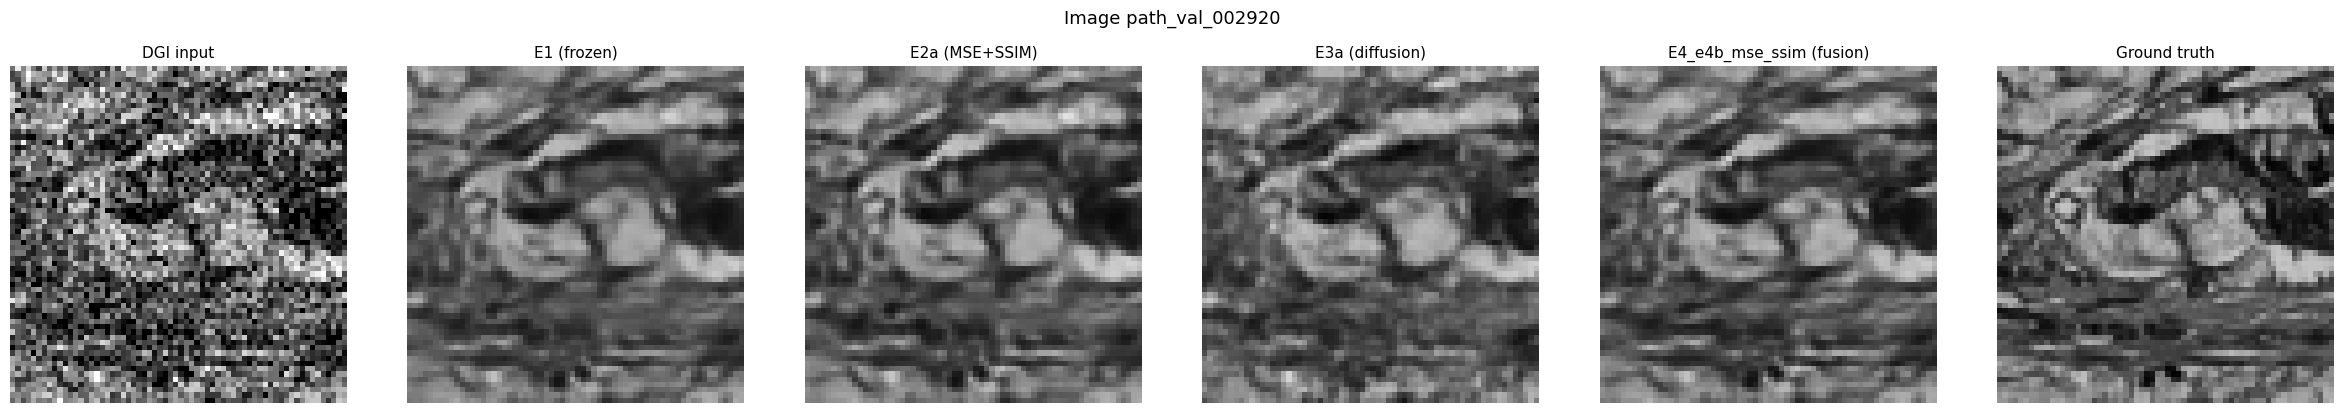 Image path_val_002920
DGI input
E1 (frozen)
E2a (MSE+SSIM)
E3a (diffusion)
E4_e4b_mse_ssim (fusion)
Ground truth